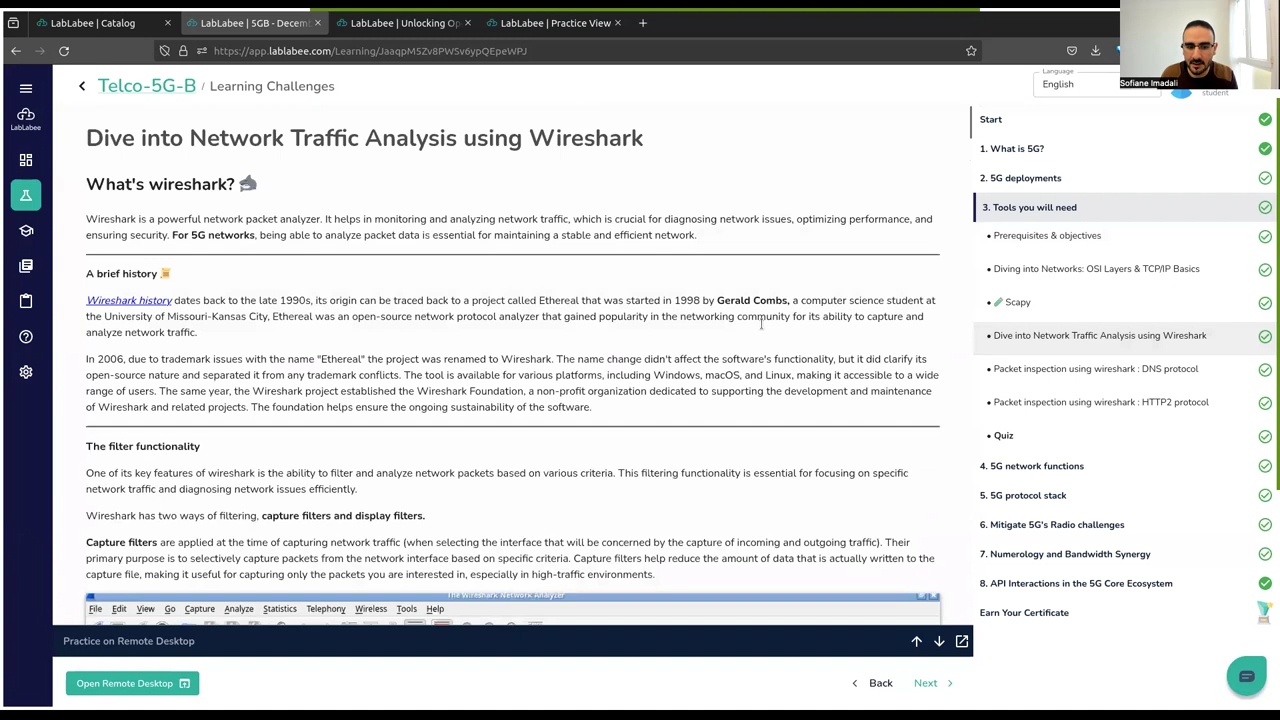 LabLabee | Catalog
LabLabee | 5GB - Decem
LabLabee | Unlocking Op
LabLabee | Practice View
https://app.lablabee.com/Learning/JaaqpM5Zv8PWSv6ypQEpeWPJ
Sofiane Imadali
LabLabee
Telco-5G-B / Learning Challenges
Language
English
student
Dive into Network Traffic Analysis using Wireshark
What's wireshark?
Wireshark is a powerful network packet analyzer. It helps in monitoring and analyzing network traffic, which is crucial for diagnosing network issues, optimizing performance, and
ensuring security. For 5G networks, being able to analyze packet data is essential for maintaining a stable and efficient network.
A brief history
Wireshark history dates back to the late 1990s, its origin can be traced back to a project called Ethereal that was started in 1998 by Gerald Combs, a computer science student at
the University of Missouri-Kansas City, Ethereal was an open-source network protocol analyzer that gained popularity in the networking community for its ability to capture and
analyze network traffic.
In 2006, due to trademark issues with the name "Ethereal" the project was renamed to Wireshark. The name change didn't affect the software's functionality, but it did clarify its
open-source nature and separated it from any trademark conflicts. The tool is available for various platforms, including Windows, macOS, and Linux, making it accessible to a wide
range of users. The same year, the Wireshark project established the Wireshark Foundation, a non-profit organization dedicated to supporting the development and maintenance
of Wireshark and related projects. The foundation helps ensure the ongoing sustainability of the software.
The filter functionality
One of its key features of wireshark is the ability to filter and analyze network packets based on various criteria. This filtering functionality is essential for focusing on specific
network traffic and diagnosing network issues efficiently.
Wireshark has two ways of filtering, capture filters and display filters.
Capture filters are applied at the time of capturing network traffic (when selecting the interface that will be concerned by the capture of incoming and outgoing traffic). Their
primary purpose is to selectively capture packets from the network interface based on specific criteria. Capture filters help reduce the amount of data that is actually written to the
capture file, making it useful for capturing only the packets you are interested in, especially in high-traffic environments.
The Wireshark Network Analyzer
File Edit View Go Capture Analyze Statistics Telephony Wireless Tools Help
Practice on Remote Desktop
Open Remote Desktop
Back
Next
Start
1. What is 5G?
2. 5G deployments
3. Tools you will need
• Prerequisites & objectives
• Diving into Networks: OSI Layers & TCP/IP Basics
• Scapy
• Dive into Network Traffic Analysis using Wireshark
• Packet inspection using wireshark : DNS protocol
• Packet inspection using wireshark : HTTP2 protocol
• Quiz
4. 5G network functions
5. 5G protocol stack
6. Mitigate 5G's Radio challenges
7. Numerology and Bandwidth Synergy
8. API Interactions in the 5G Core Ecosystem
Earn Your Certificate